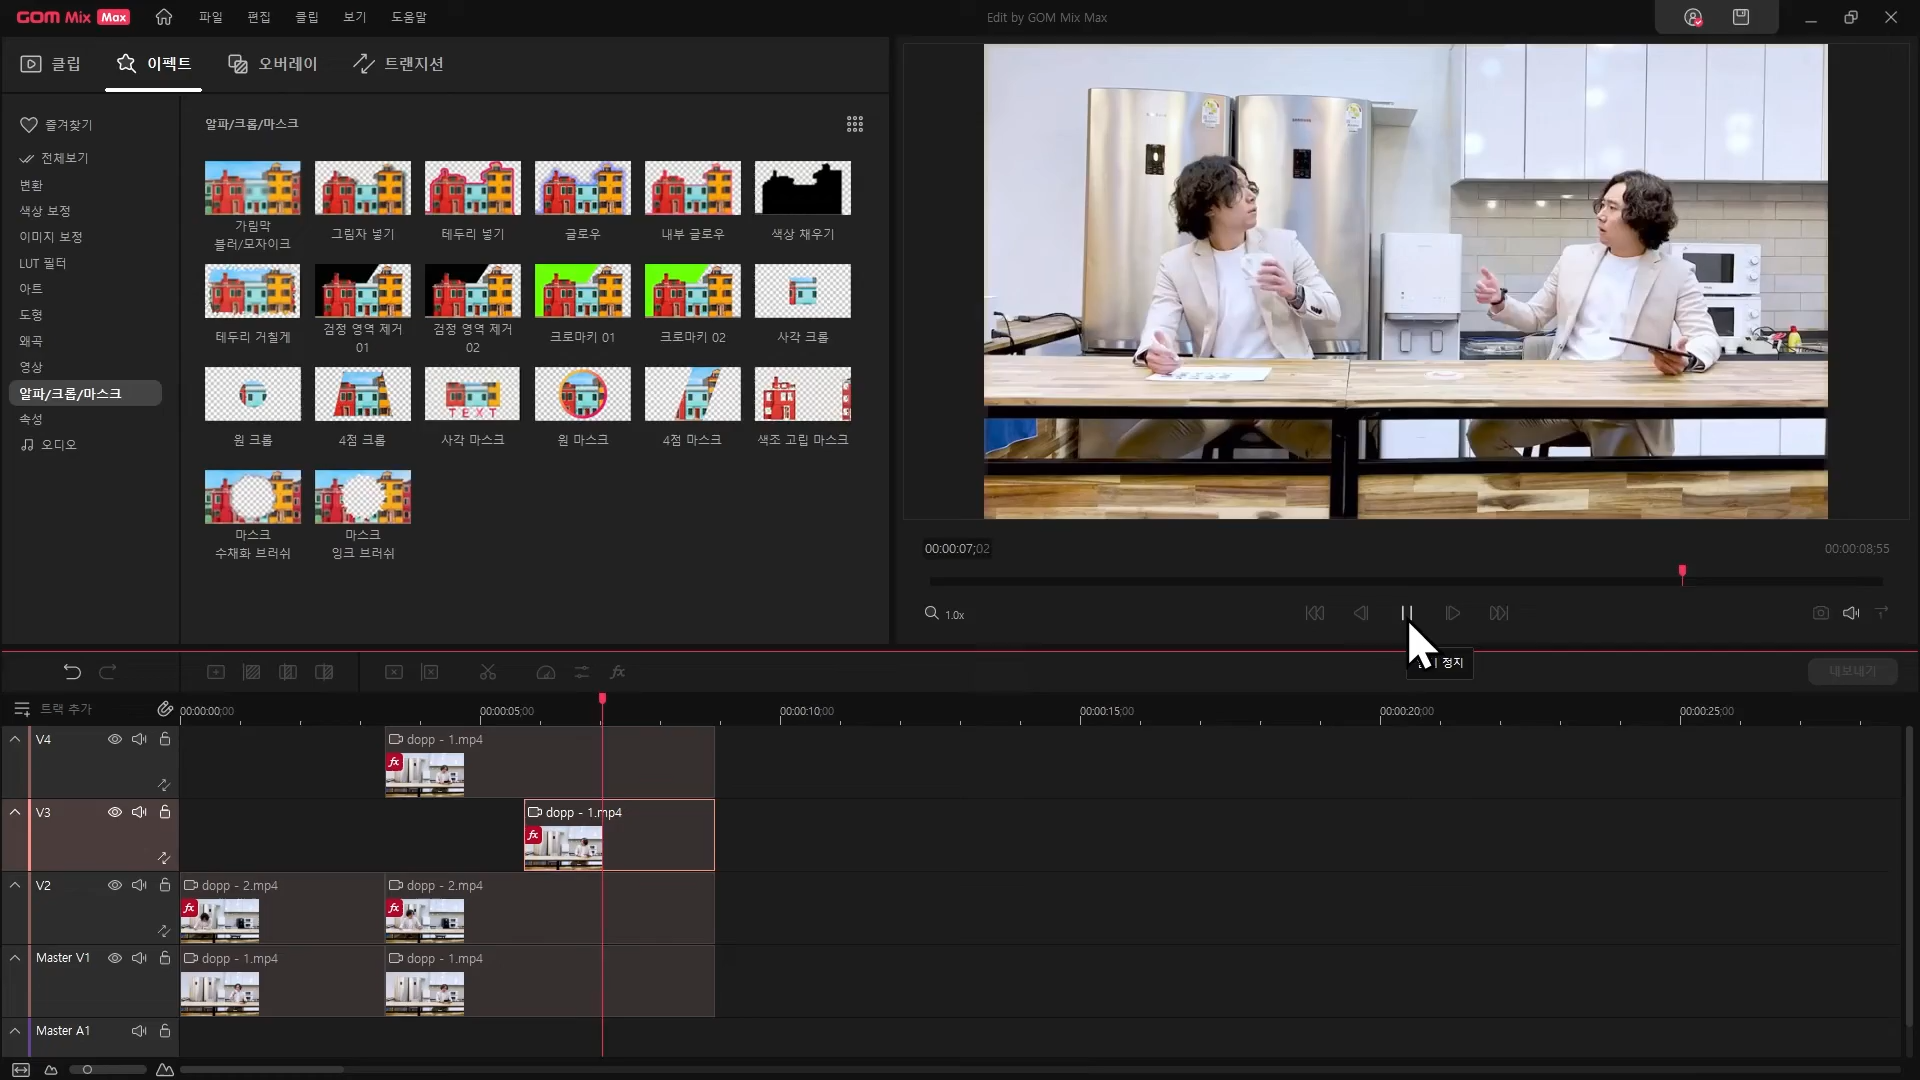 GOM Mix Max
파일
편집
클립
보기
도움말
Edit by GOM Mix Max
클립
이펙트
오버레이
트랜지션
즐겨찾기
전체보기
변환
색상 보정
이미지 보정
LUT 필터
아트
도형
왜곡
영상
알파/크롭/마스크
속성
오디오
알파/크롭/마스크
가림막
블러/모자이크
그림자 넣기
테두리 넣기
글로우
내부 글로우
색상 채우기
테두리 거칠게
검정 영역 제거
01
검정 영역 제거
02
크로마키 01
크로마키 02
사각 크롭
원 크롭
4점 크롭
TEXT
사각 마스크
원 마스크
4점 마스크
색조 고립 마스크
마스크
수채화 브러쉬
마스크
잉크 브러쉬
00:00:07;02
00:00:08;55
1.0x
정지
fx
내보내기
트랙 추가
00:00:00;00
00:00:05;00
00:00:10;00
00:00:15;00
00:00:20;00
00:00:25;00
V4
dopp - 1.mp4
fx
V3
dopp - 1.mp4
fx
V2
dopp - 2.mp4
fx
dopp - 2.mp4
fx
Master V1
dopp - 1.mp4
dopp - 1.mp4
Master A1